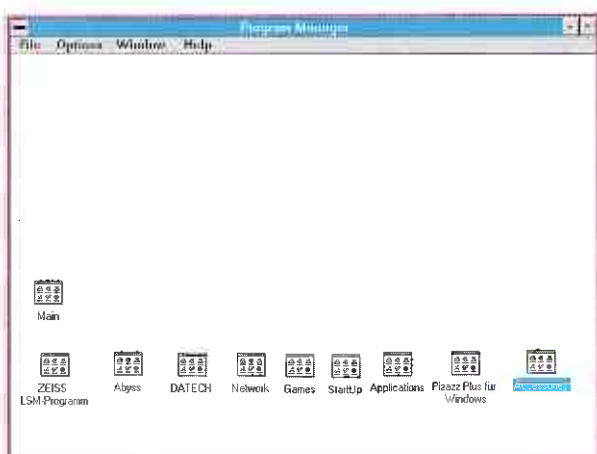 Program Manager
File Options Window Help
Main
ZEISS Abyss DATECH Network Games StartUp Applications Pizazz Plus für Accessories
LSM-Programm Windows